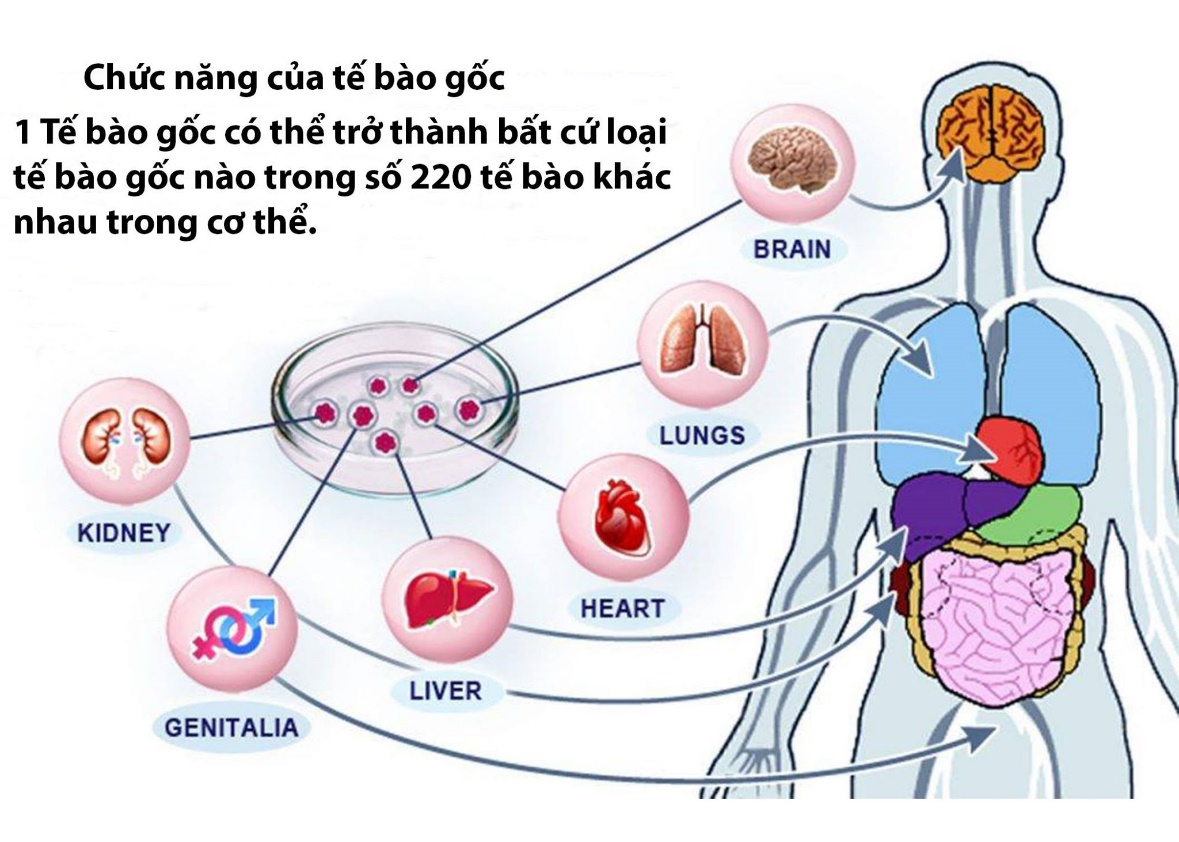 Chức năng của tế bào gốc
1 Tế bào gốc có thể trở thành bất cứ loại
tế bào gốc nào trong số 220 tế bào khác
nhau trong cơ thể.
BRAIN
LUNGS
KIDNEY
HEART
LIVER
GENITALIA